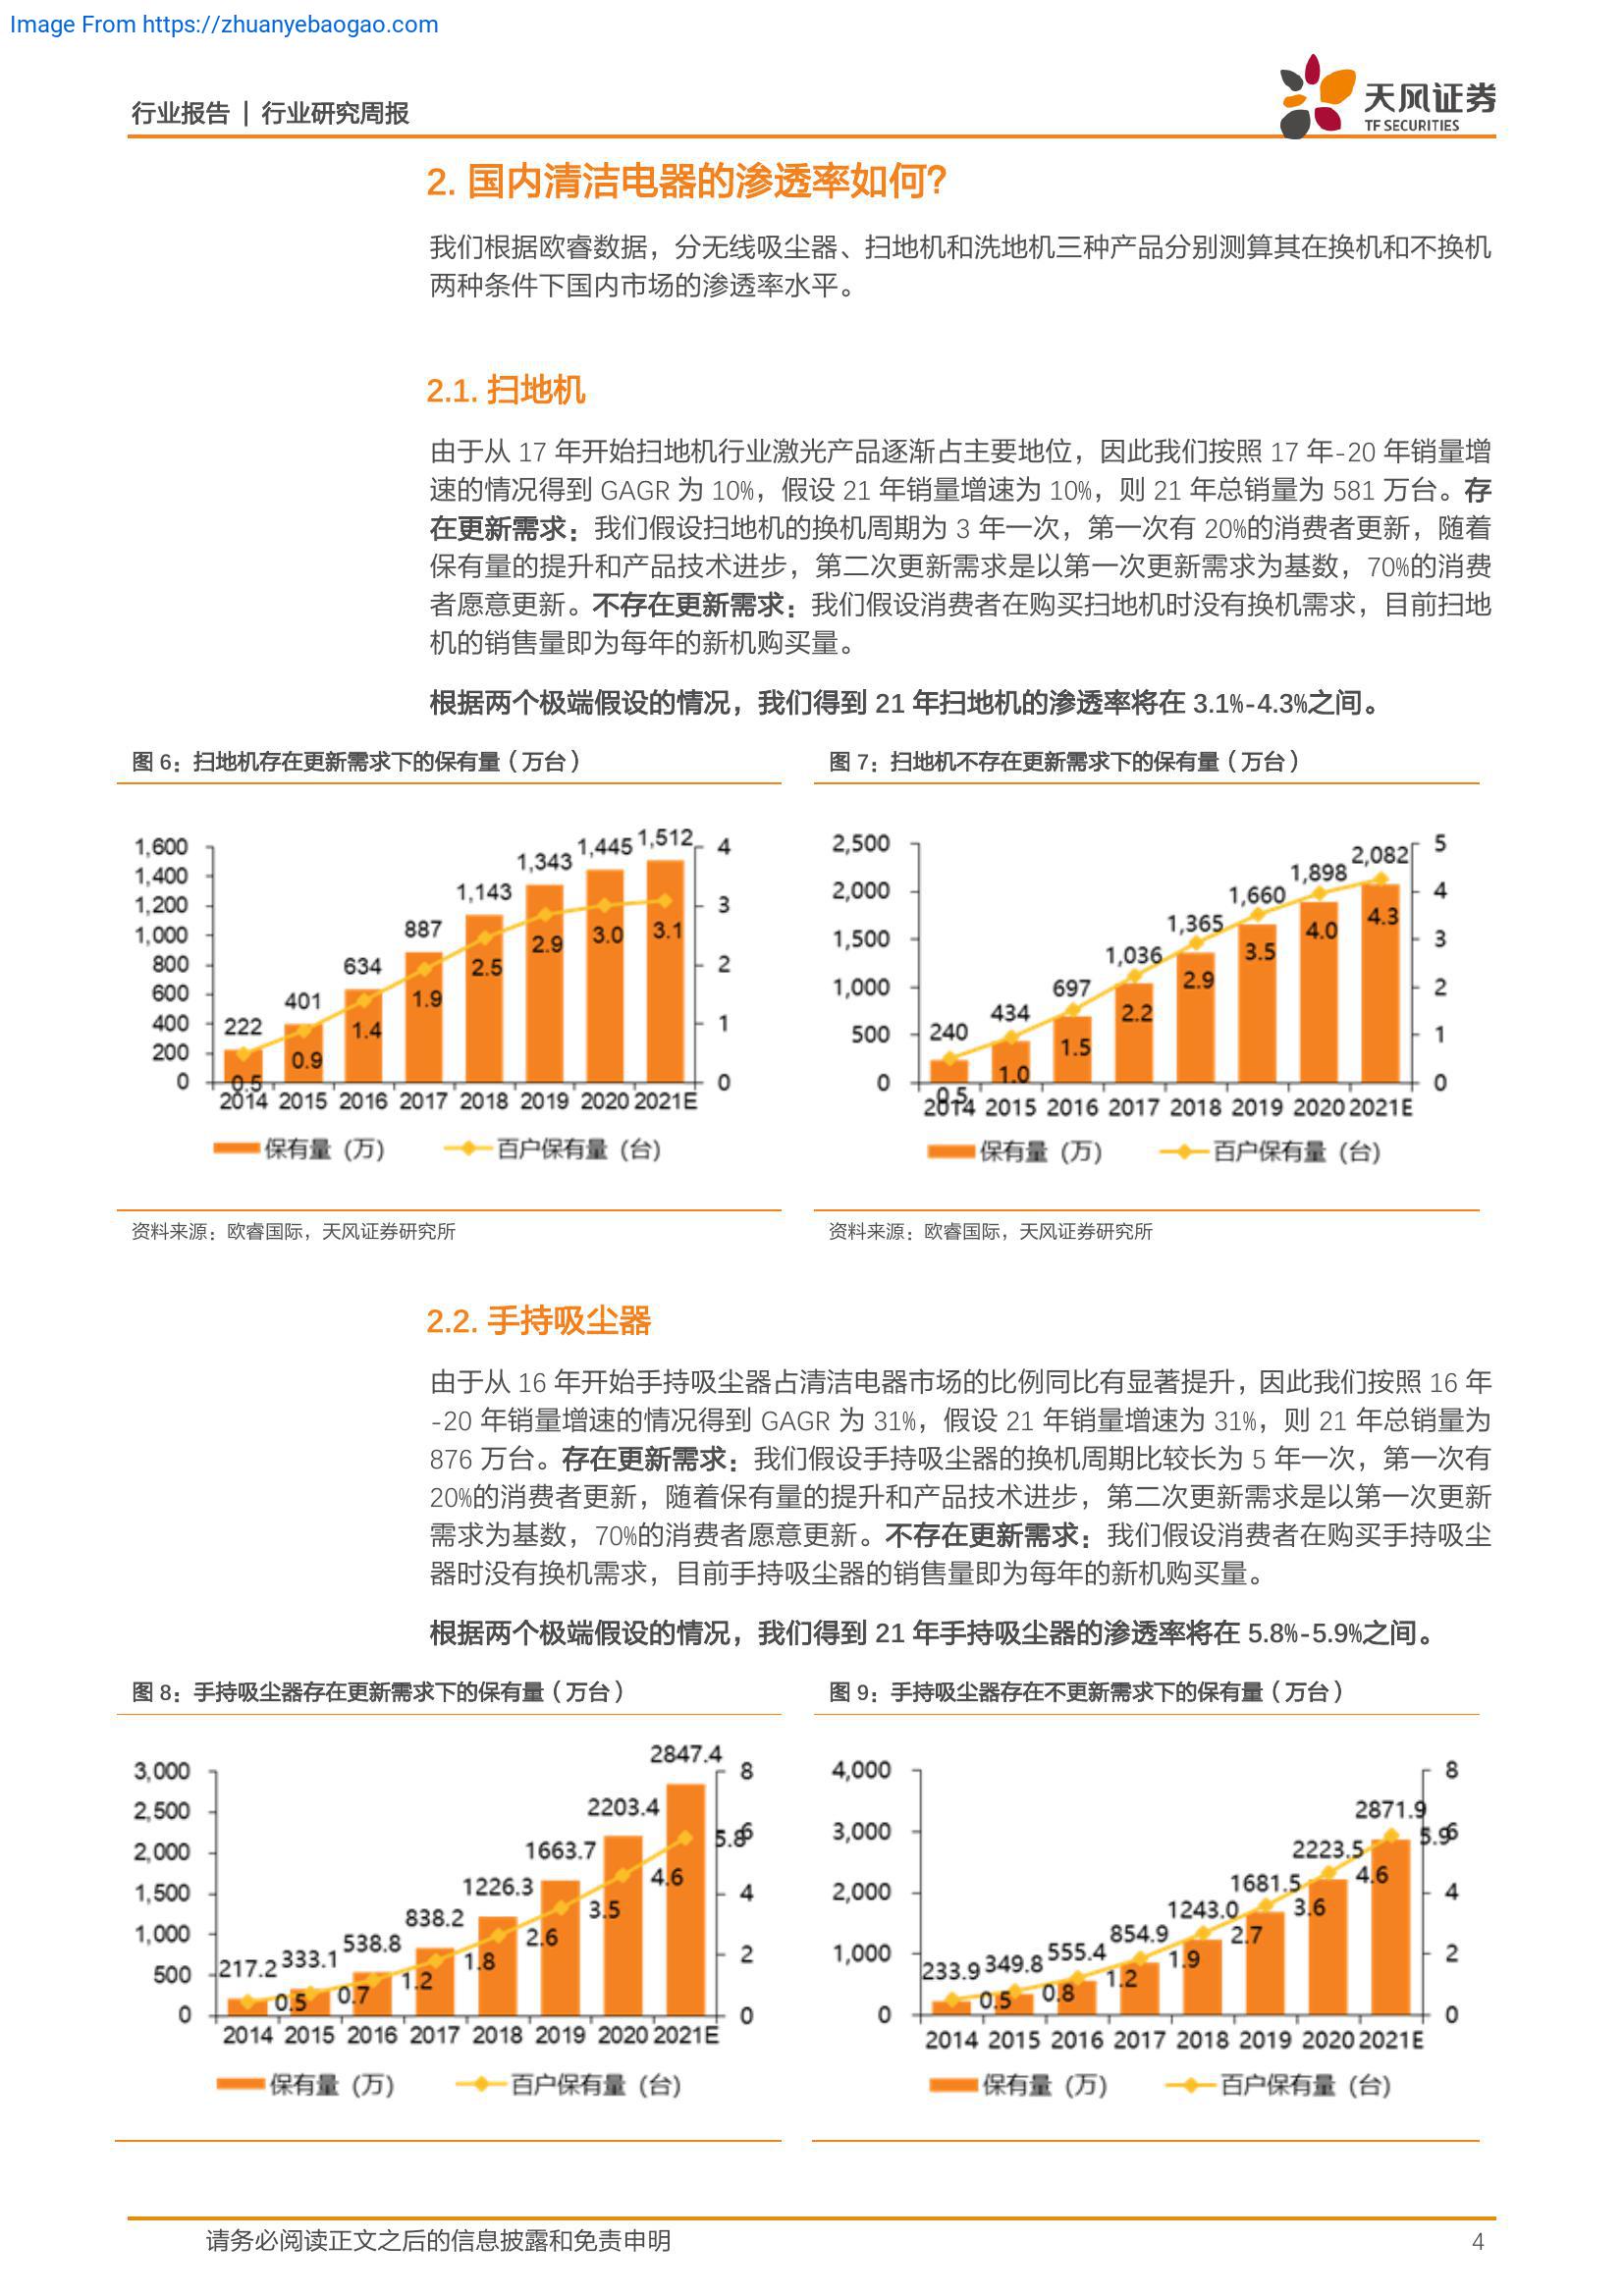 Image From https://zhuanyebaogao.com
行业报告 | 行业研究周报
天风证券
TF SECURITIES
2. 国内清洁电器的渗透率如何？
我们根据欧睿数据，分无线吸尘器、扫地机和洗地机三种产品分别测算其在换机和不换机
两种条件下国内市场的渗透率水平。
2.1. 扫地机
由于从 17 年开始扫地机行业激光产品逐渐占主要地位，因此我们按照 17 年-20 年销量增
速的情况得到 GAGR 为 10%，假设 21 年销量增速为 10%，则 21 年总销量为 581 万台。存
在更新需求：我们假设扫地机的换机周期为 3 年一次，第一次有 20%的消费者更新，随着
保有量的提升和产品技术进步，第二次更新需求是以第一次更新需求为基数，70%的消费
者愿意更新。不存在更新需求：我们假设消费者在购买扫地机时没有换机需求，目前扫地
机的销售量即为每年的新机购买量。
根据两个极端假设的情况，我们得到 21 年扫地机的渗透率将在 3.1%-4.3%之间。
图 6：扫地机存在更新需求下的保有量（万台）
1,600
1,400
1,200
1,000
800
600
400
200
0
222
401
634
887
1,143
1,343
1,445
1,512
0.5
0.9
1.4
1.9
2.5
2.9
3.0
3.1
4
3
2
1
0
2014 2015 2016 2017 2018 2019 2020 2021E
保有量（万） 百户保有量（台）
资料来源：欧睿国际，天风证券研究所
图 7：扫地机不存在更新需求下的保有量（万台）
2,500
2,000
1,500
1,000
500
0
240
434
697
1,036
1,365
1,660
1,898
2,082
0.5
1.0
1.5
2.2
2.9
3.5
4.0
4.3
5
4
3
2
1
0
2014 2015 2016 2017 2018 2019 2020 2021E
保有量（万） 百户保有量（台）
资料来源：欧睿国际，天风证券研究所
2.2. 手持吸尘器
由于从 16 年开始手持吸尘器占清洁电器市场的比例同比有显著提升，因此我们按照 16 年
-20 年销量增速的情况得到 GAGR 为 31%，假设 21 年销量增速为 31%，则 21 年总销量为
876 万台。存在更新需求：我们假设手持吸尘器的换机周期比较长为 5 年一次，第一次有
20%的消费者更新，随着保有量的提升和产品技术进步，第二次更新需求是以第一次更新
需求为基数，70%的消费者愿意更新。不存在更新需求：我们假设消费者在购买手持吸尘
器时没有换机需求，目前手持吸尘器的销售量即为每年的新机购买量。
根据两个极端假设的情况，我们得到 21 年手持吸尘器的渗透率将在 5.8%-5.9%之间。
图 8：手持吸尘器存在更新需求下的保有量（万台）
3,000
2,500
2,000
1,500
1,000
500
0
217.2
333.1
538.8
838.2
1226.3
1663.7
2203.4
2847.4
0.5
0.7
1.2
1.8
2.6
3.5
4.6
5.8
8
6
4
2
0
2014 2015 2016 2017 2018 2019 2020 2021E
保有量（万） 百户保有量（台）
图 9：手持吸尘器存在不更新需求下的保有量（万台）
4,000
3,000
2,000
1,000
0
233.9
349.8
555.4
854.9
1243.0
1681.5
2223.5
2871.9
0.5
0.8
1.2
1.9
2.7
3.6
4.6
5.9
8
6
4
2
0
2014 2015 2016 2017 2018 2019 2020 2021E
保有量（万） 百户保有量（台）
请务必阅读正文之后的信息披露和免责申明
4